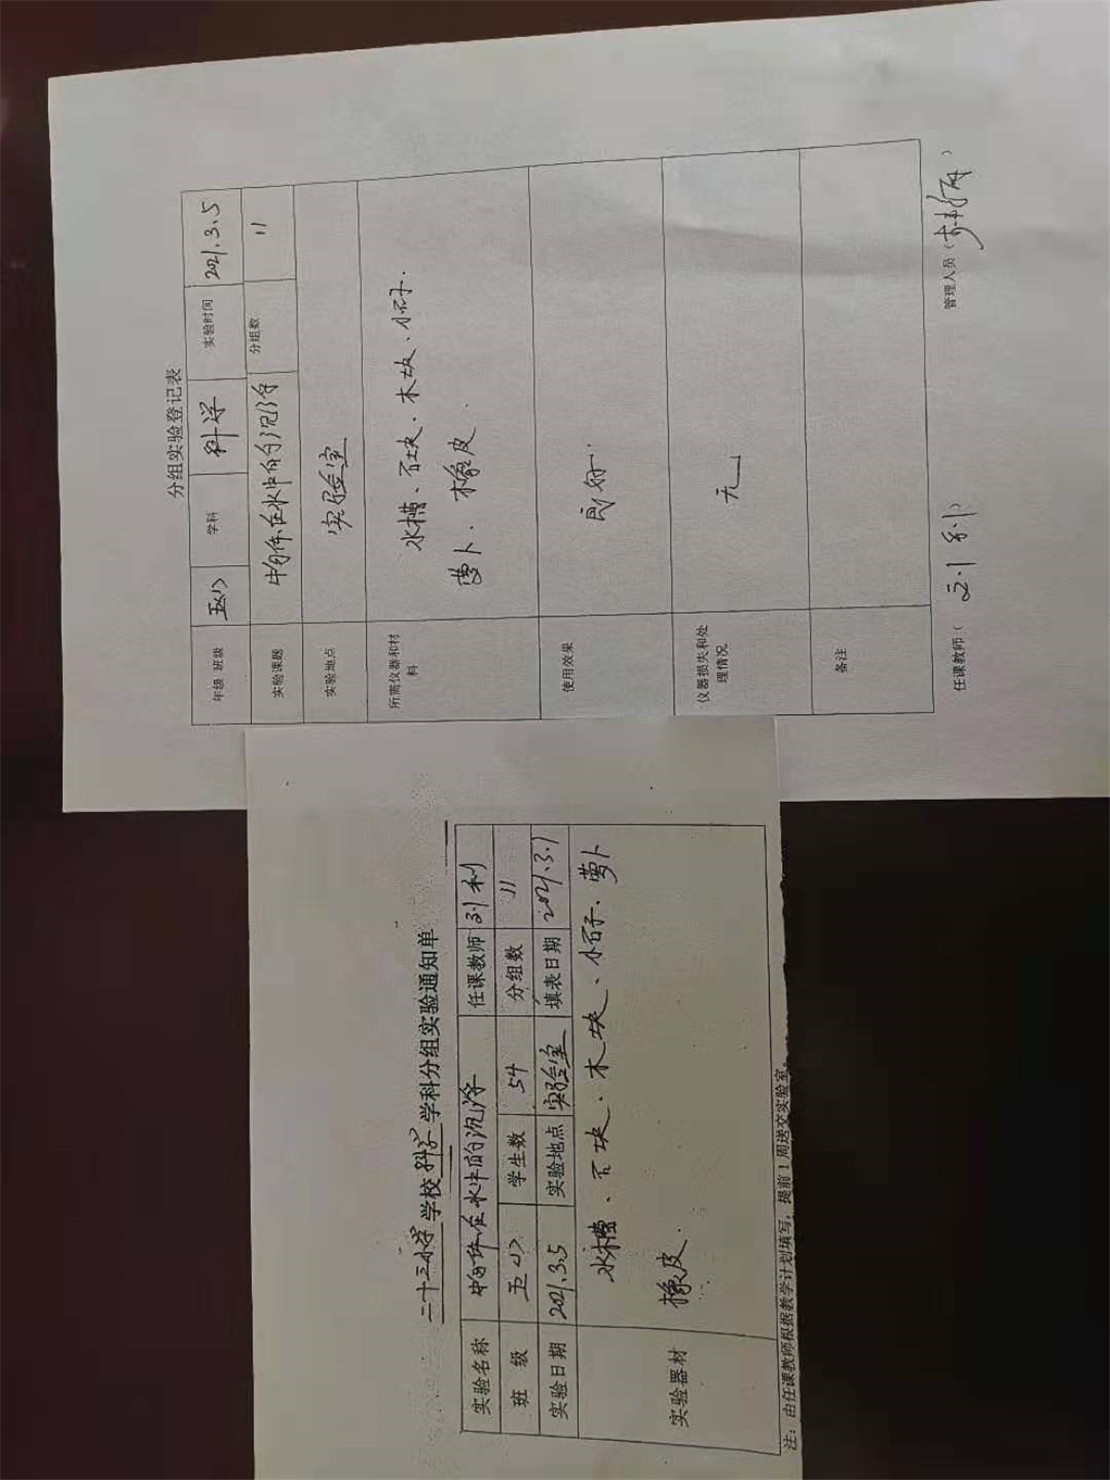 二十三小学学校科学学科分组实验通知单
实验名称 物体在水中的沉浮 任课教师 刘利
班 级 五(1) 学生数 54 分组数 11
实验日期 2021.3.5 实验地点 实验室 填表日期 2021.3.1
实验器材 水槽、石块、木块、小石子、萝卜
橡皮.
注：由任课教师根据教学计划填写，提前1周送交实验室。
分组实验登记表
年级 班级 五(1) 学科 科学 实验时间 2021.3.5
实验课题 物体在水中的沉浮 分组数 11
实验地点 实验室
所需仪器和材料 水槽、石块、木块、小石子.
萝卜.橡皮.
使用效果 良好.
仪器损失和处理情况 无
备注
任课教师（刘利） 管理人员（ ）